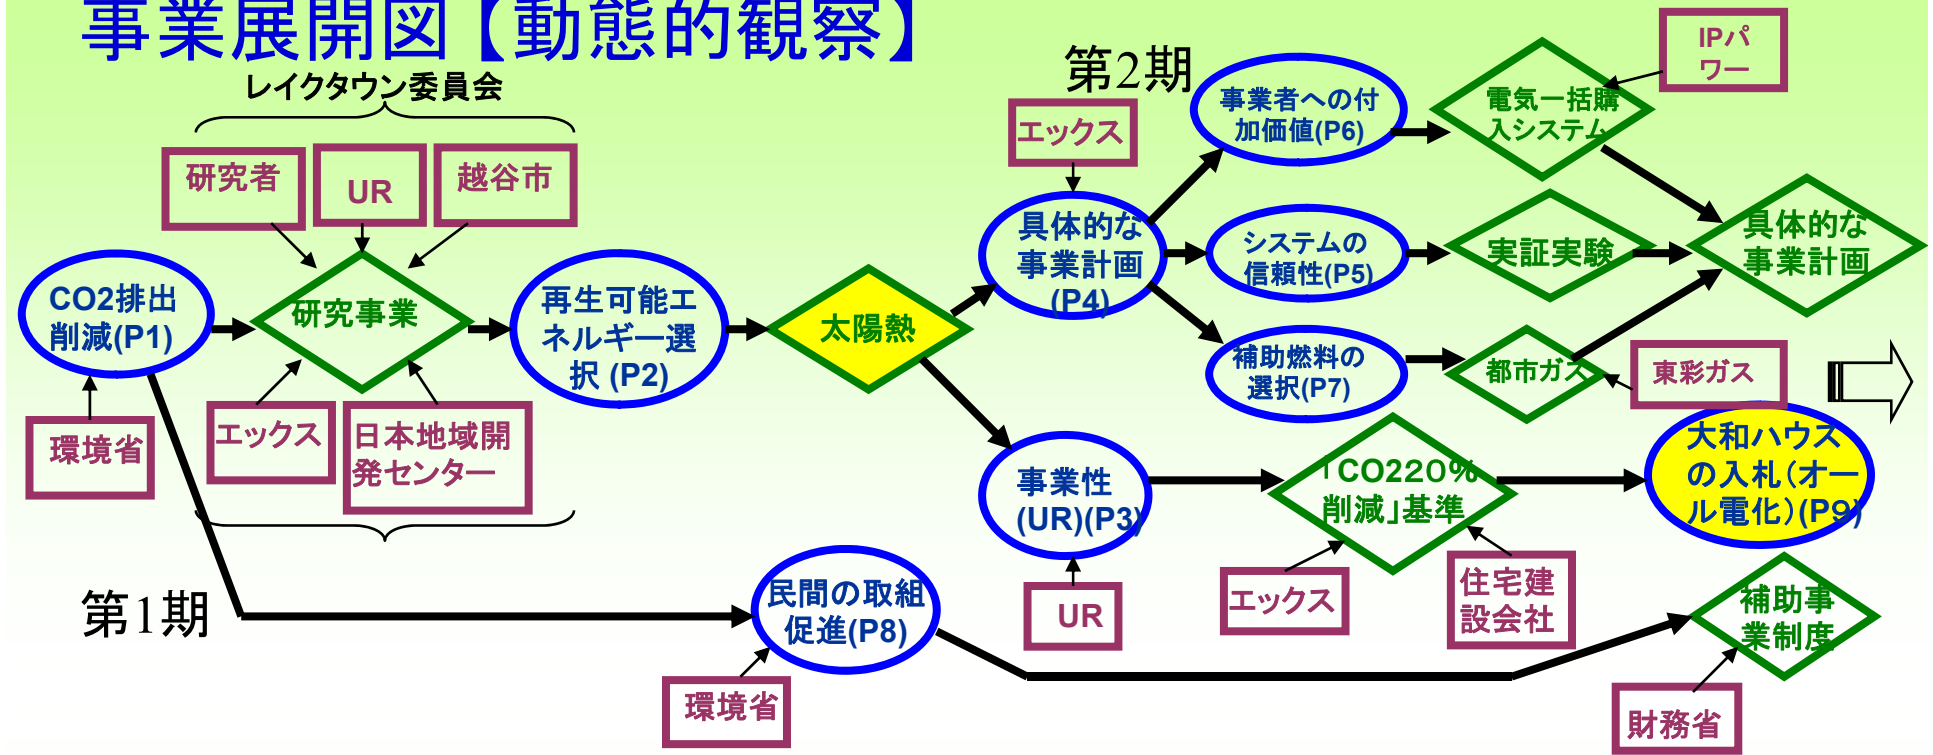 事業展開図【動態的観察】
レイクタウン委員会
研究者
UR
越谷市
CO2排出
削減(P1)
研究事業
再生可能エ
ネルギー選
択 (P2)
太陽熱
環境省
エックス
日本地域開
発センター
第1期
第2期
エックス
具体的な
事業計画
(P4)
事業者への付
加価値(P6)
電気一括購
入システム
IPパ
ワー
システムの
信頼性(P5)
実証実験
具体的な
事業計画
補助燃料の
選択(P7)
都市ガス
東彩ガス
事業性
(UR)(P3)
UR
「CO220%
削減」基準
エックス
住宅建
設会社
大和ハウス
の入札(オー
ル電化)(P9)
民間の取組
促進(P8)
環境省
補助事
業制度
財務省